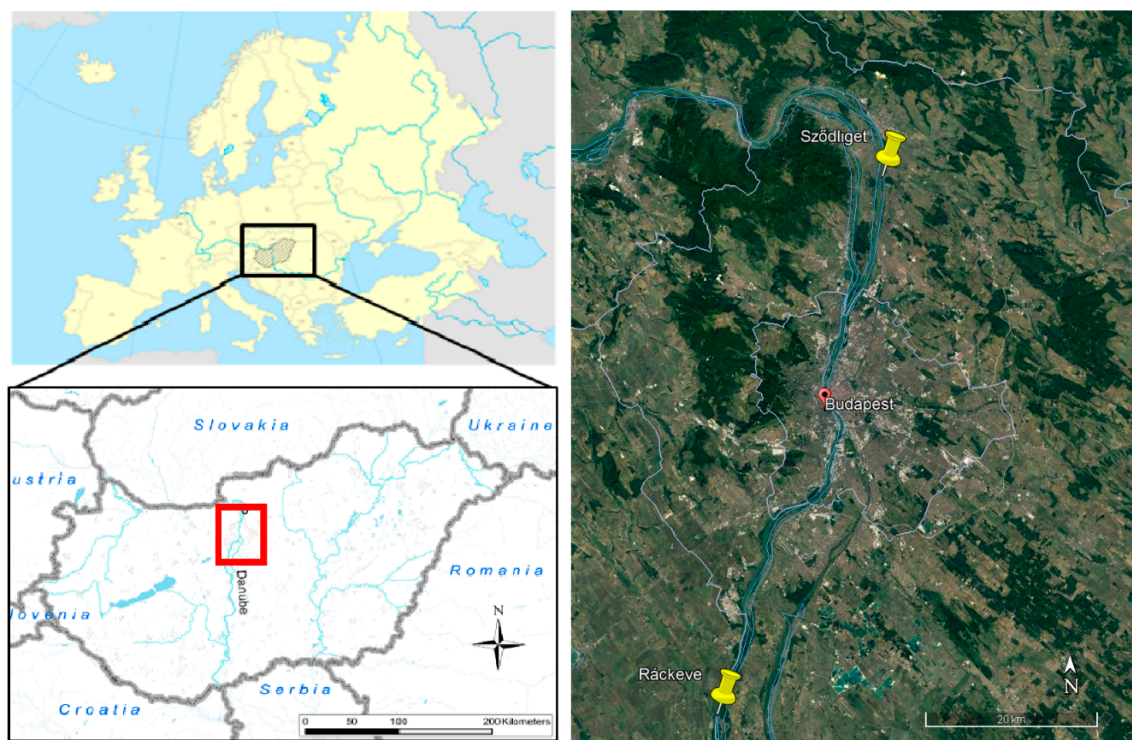 Slovakia
Ukraine
ustria
Danube
Romania
lovenia
N
Serbia
Croatia
0 50 100 200 Kilometers
Sződliget
Budapest
Ráckeve
N
20 km